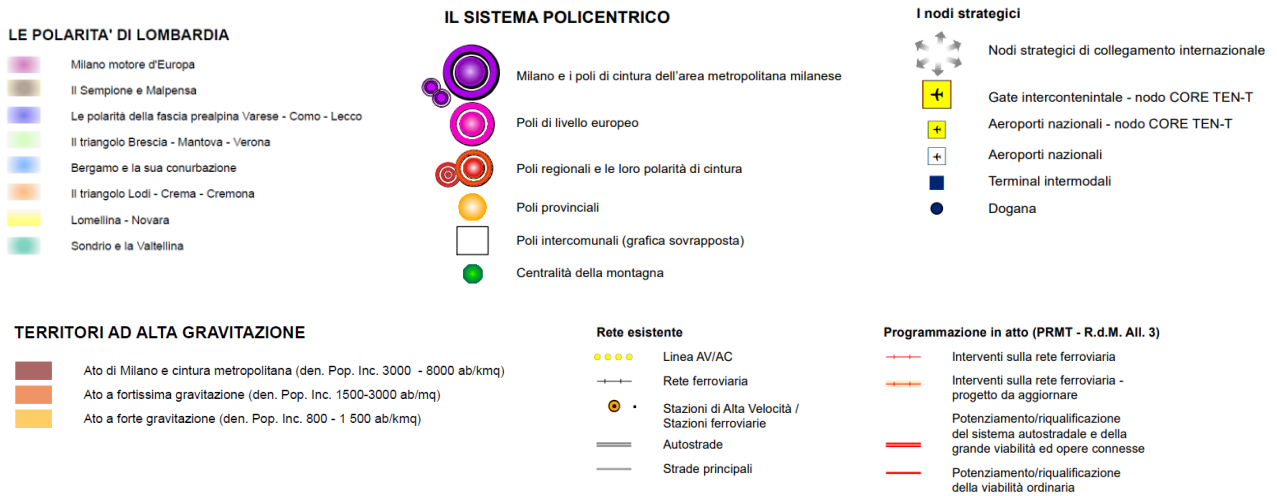 LE POLARITA' DI LOMBARDIA
Milano motore d'Europa
Il Sempione e Malpensa
Le polarità della fascia prealpina Varese - Como - Lecco
Il triangolo Brescia - Mantova - Verona
Bergamo e la sua conurbazione
Il triangolo Lodi - Crema - Cremona
Lomellina - Novara
Sondrio e la Valtellina
IL SISTEMA POLICENTRICO
Milano e i poli di cintura dell'area metropolitana milanese
Poli di livello europeo
Poli regionali e le loro polarità di cintura
Poli provinciali
Poli intercomunali (grafica sovrapposta)
Centralità della montagna
I nodi strategici
Nodi strategici di collegamento internazionale
Gate intercontenintale - nodo CORE TEN-T
Aeroporti nazionali - nodo CORE TEN-T
Aeroporti nazionali
Terminal intermodali
Dogana
TERRITORI AD ALTA GRAVITAZIONE
Ato di Milano e cintura metropolitana (den. Pop. Inc. 3000 - 8000 ab/kmq)
Ato a fortissima gravitazione (den. Pop. Inc. 1500-3000 ab/mq)
Ato a forte gravitazione (den. Pop. Inc. 800 - 1 500 ab/kmq)
Rete esistente
Linea AV/AC
Rete ferroviaria
Stazioni di Alta Velocità /
Stazioni ferroviarie
Autostrade
Strade principali
Programmazione in atto (PRMT - R.d.M. All. 3)
Interventi sulla rete ferroviaria
Interventi sulla rete ferroviaria -
progetto da aggiornare
Potenziamento/riqualificazione
del sistema autostradale e della
grande viabilità ed opere connesse
Potenziamento/riqualificazione
della viabilità ordinaria